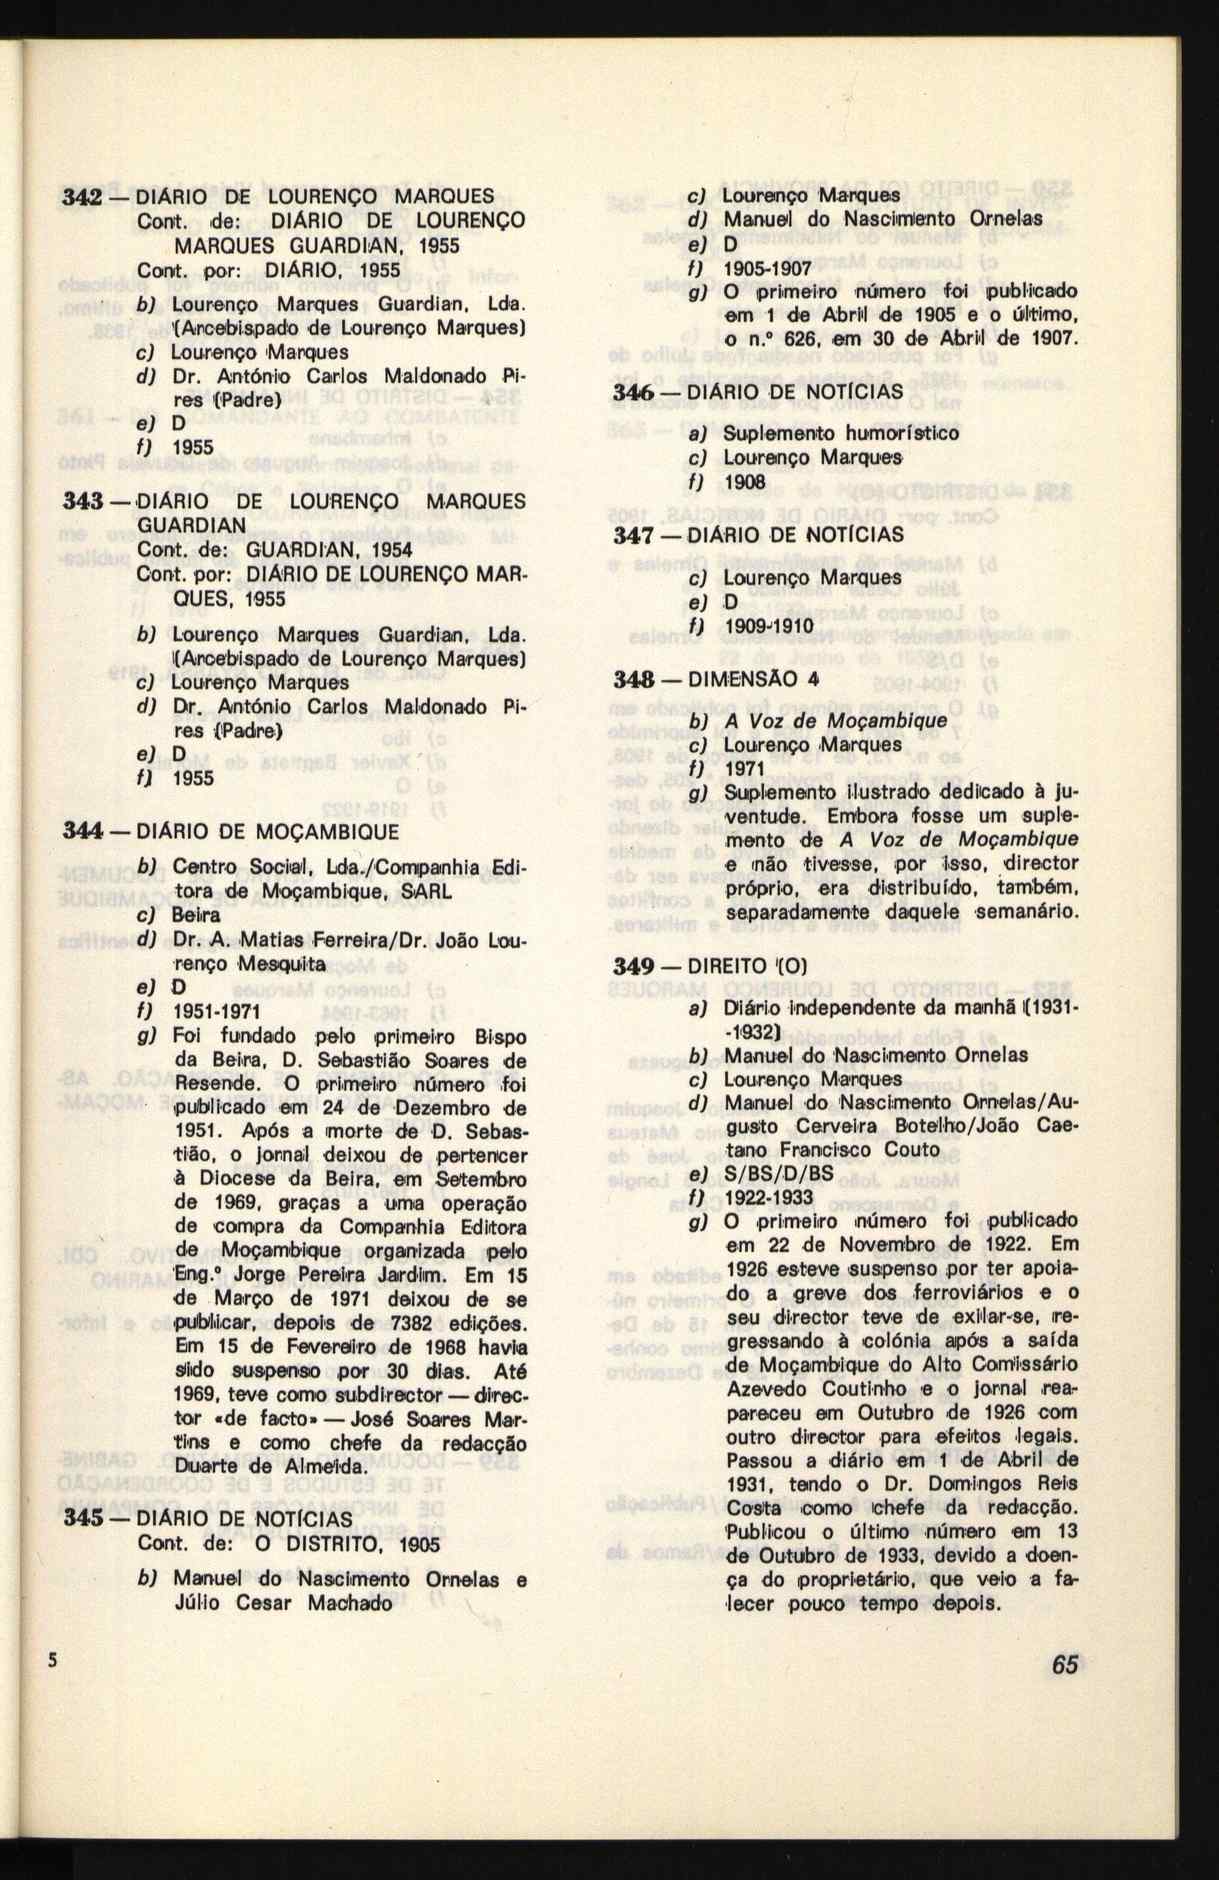 342 — DIÁRIO DE LOURENÇO MARQUES
Cont. de: DIÁRIO DE LOURENÇO
MARQUES GUARDIAN, 1955
Cont. por: DIÁRIO, 1955
b) Lourenço Marques Guardian, Lda.
(Arcebispado de Lourenço Marques)
c) Lourenço Marques
d) Dr. António Carlos Maldonado Pi-
res (Padre)
e) D
f) 1955
343 — DIÁRIO DE LOURENÇO MARQUES
GUARDIAN
Cont. de: GUARDIAN, 1954
Cont. por: DIÁRIO DE LOURENÇO MAR-
QUES, 1955
b) Lourenço Marques Guardian, Lda.
(Arcebispado de Lourenço Marques)
c) Lourenço Marques
d) Dr. António Carlos Maldonado Pi-
res (Padre)
e) D
f) 1955
344 — DIÁRIO DE MOÇAMBIQUE
b) Centro Social, Lda./Companhia Edi-
tora de Moçambique, SARL
c) Beira
d) Dr. A. Matias Ferreira/Dr. João Lou-
renço Mesquita
e) D
f) 1951-1971
g) Foi fundado pelo primeiro Bispo
da Beira, D. Sebastião Soares de
Resende. O primeiro número foi
publicado em 24 de Dezembro de
1951. Após a morte de D. Sebas-
tião, o jornal deixou de pertencer
à Diocese da Beira, em Setembro
de 1969, graças a uma operação
de compra da Companhia Editora
de Moçambique organizada pelo
Eng.º Jorge Pereira Jardim. Em 15
de Março de 1971 deixou de se
publicar, depois de 7382 edições.
Em 15 de Fevereiro de 1968 havia
sido suspenso por 30 dias. Até
1969, teve como subdirector — direc-
tor «de facto» — José Soares Mar-
tins e como chefe da redacção
Duarte de Almeida.
345 — DIÁRIO DE NOTÍCIAS
Cont. de: O DISTRITO, 1905
b) Manuel do Nascimento Ornelas e
Júlio Cesar Machado
c) Lourenço Marques
d) Manuel do Nascimento Ornelas
e) D
f) 1905-1907
g) O primeiro número foi publicado
em 1 de Abril de 1905 e o último,
o n.º 626, em 30 de Abril de 1907.
346 — DIÁRIO DE NOTÍCIAS
a) Suplemento humorístico
c) Lourenço Marques
f) 1908
347 — DIÁRIO DE NOTÍCIAS
c) Lourenço Marques
e) D
f) 1909-1910
348 — DIMENSÃO 4
b) A Voz de Moçambique
c) Lourenço Marques
f) 1971
g) Suplemento ilustrado dedicado à ju-
ventude. Embora fosse um suple-
mento de A Voz de Moçambique
e não tivesse, por isso, director
próprio, era distribuído, também,
separadamente daquele semanário.
349 — DIREITO (O)
a) Diário independente da manhã (1931-
-1932)
b) Manuel do Nascimento Ornelas
c) Lourenço Marques
d) Manuel do Nascimento Ornelas/Au-
gusto Cerveira Botelho/João Cae-
tano Francisco Couto
e) S/BS/D/BS
f) 1922-1933
g) O primeiro número foi publicado
em 22 de Novembro de 1922. Em
1926 esteve suspenso por ter apoia-
do a greve dos ferroviários e o
seu director teve de exilar-se, re-
gressando à colónia após a saída
de Moçambique do Alto Comissário
Azevedo Coutinho e o jornal rea-
pareceu em Outubro de 1926 com
outro director para efeitos legais.
Passou a diário em 1 de Abril de
1931, tendo o Dr. Domingos Reis
Costa como chefe da redacção.
Publicou o último número em 13
de Outubro de 1933, devido a doen-
ça do proprietário, que veio a fa-
lecer pouco tempo depois.
5
65